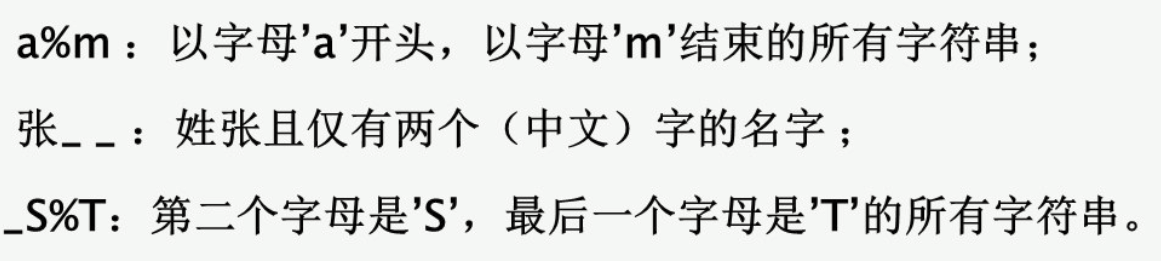 a%m：以字母’a’开头，以字母’m’结束的所有字符串；
张_ _：姓张且仅有两个（中文）字的名字；
_S%T：第二个字母是’S’，最后一个字母是’T’的所有字符串。